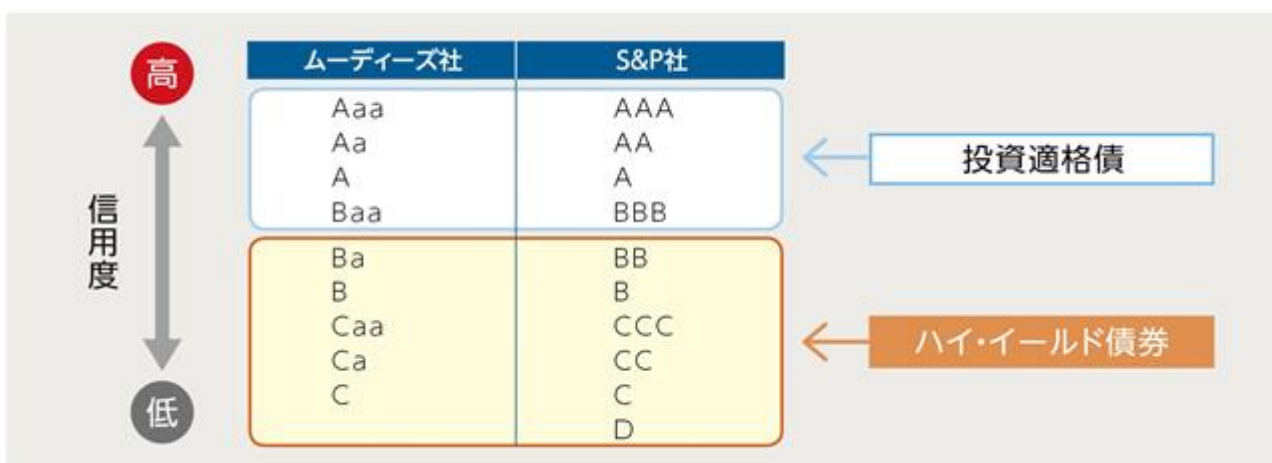 高
ムーディーズ社 S&P社
Aaa AAA
Aa AA
A A
Baa BBB
投資適格債
信用度
Ba BB
B B
Caa CCC
Ca CC
C C
D
ハイ・イールド債券
低